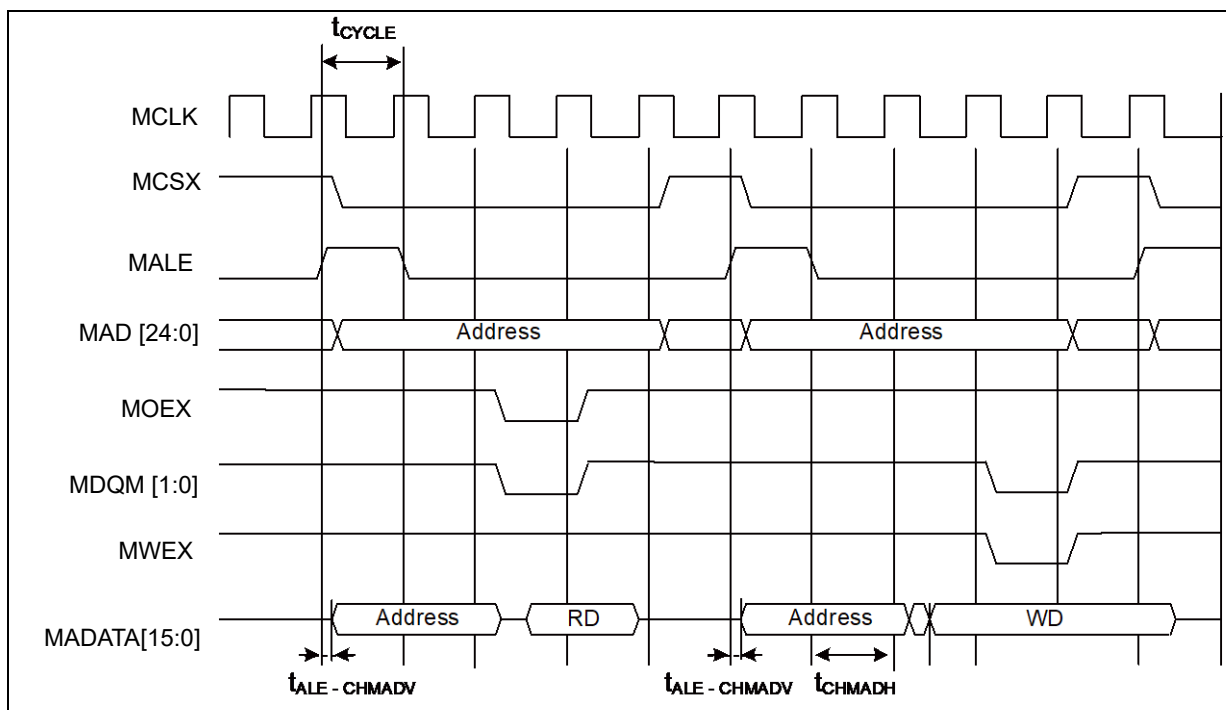 tCYCLE
MCLK
MCSX
MALE
MAD [24:0] Address Address
MOEX
MDQM [1:0]
MWEX
MADATA[15:0] Address RD Address WD
tALE - CHMADV tALE - CHMADV tCHMADH